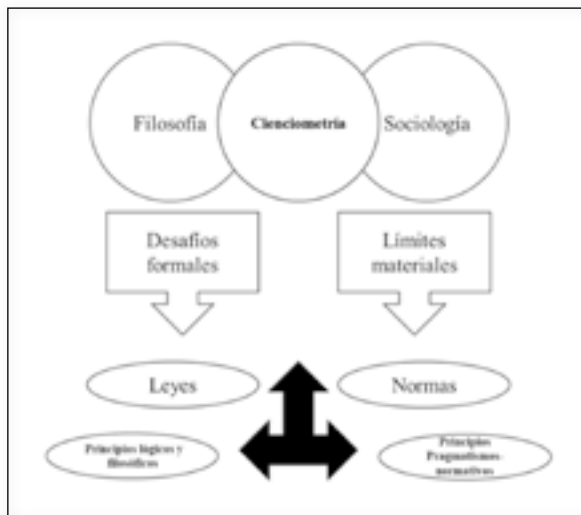 Filosofía
Cienciometría
Sociología
Desafíos
formales
Límites
materiales
Leyes
Normas
Principios lógicos y
filosóficos
Principios
Pragmatismos-
normativos